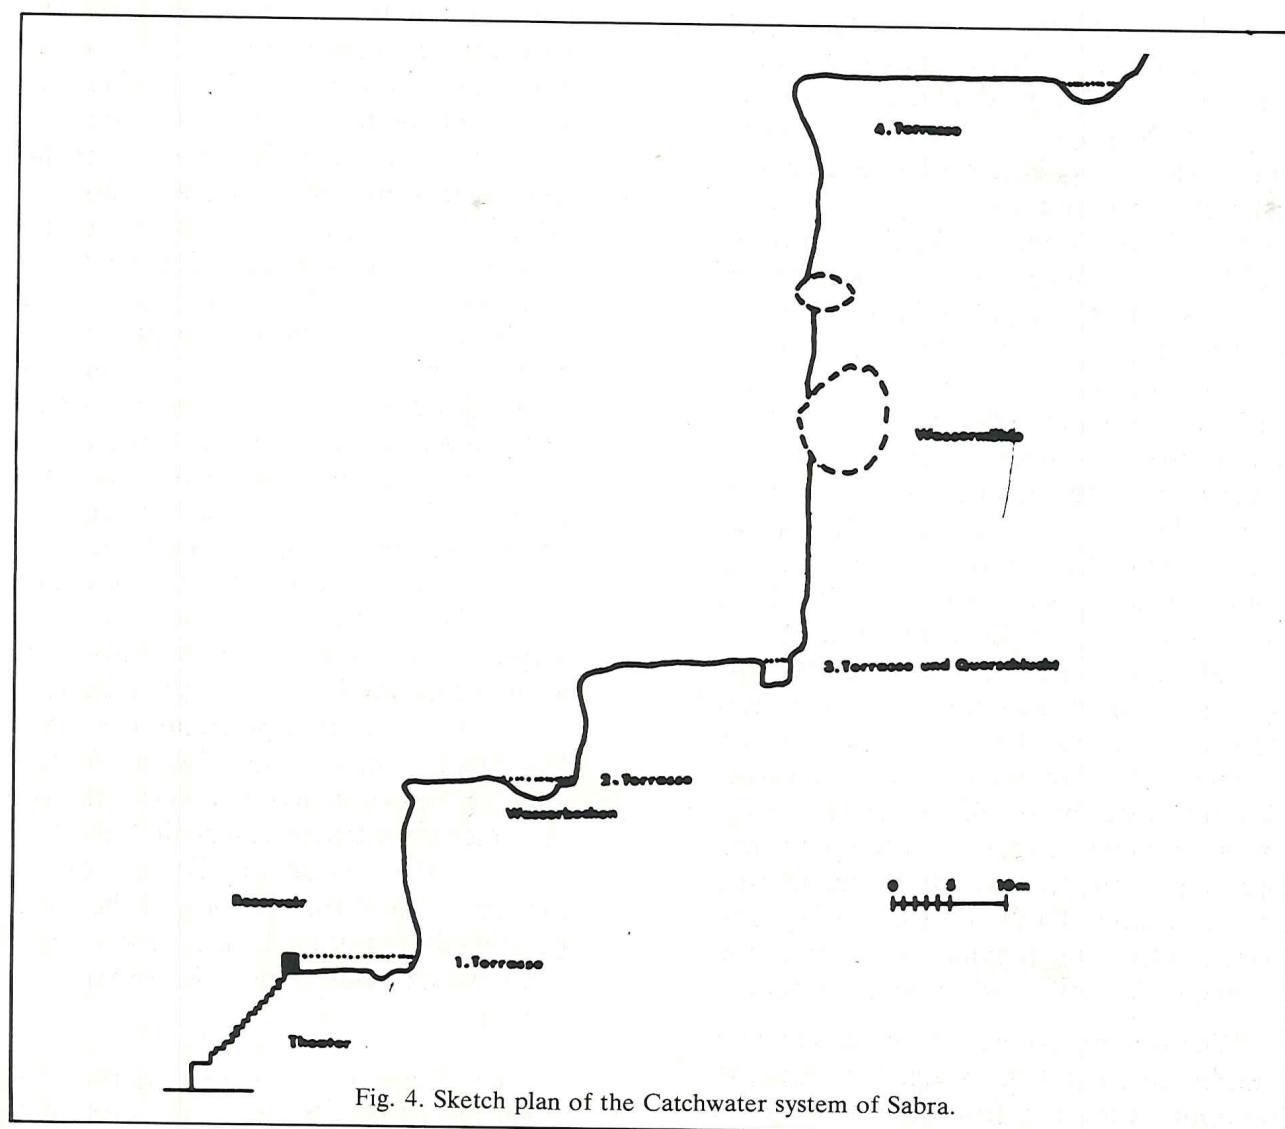 4. Terrasse
Wassermühle
3. Terrasse und Querschlucht
2. Terrasse
Wasserbecken
0 5 10m
Reservoir
1. Terrasse
Theater
Fig. 4. Sketch plan of the Catchwater system of Sabra.